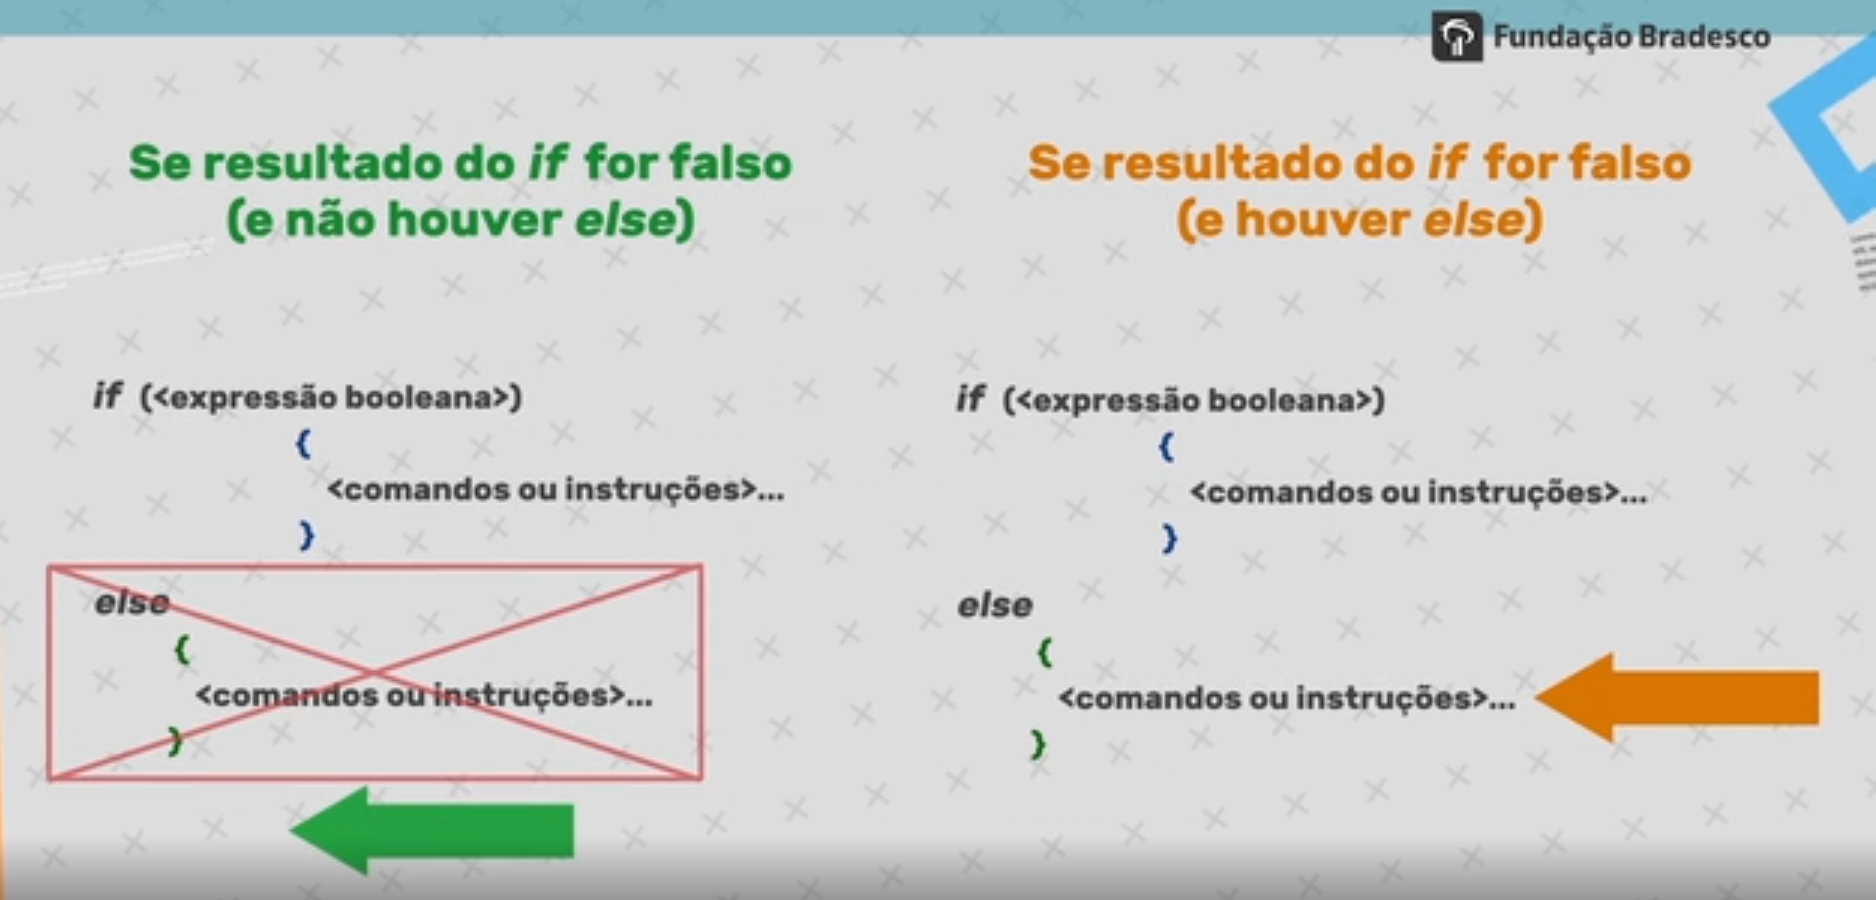 Fundação Bradesco
Se resultado do if for falso
(e não houver else)
if (<expressão booleana>)
{
<comandos ou instruções>...
}
else
{
<comandos ou instruções>...
}
Se resultado do if for falso
(e houver else)
if (<expressão booleana>)
{
<comandos ou instruções>...
}
else
{
<comandos ou instruções>...
}